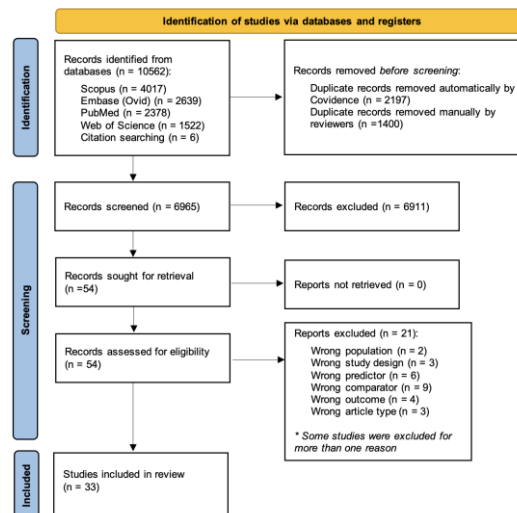 Identification of studies via databases and registers
Identification
Records identified from
databases (n = 10562):
Scopus (n = 4017)
Embase (Ovid) (n = 2639)
PubMed (n = 2378)
Web of Science (n = 1522)
Citation searching (n = 6)
Records removed before screening:
Duplicate records removed automatically by
Covidence (n = 2197)
Duplicate records removed manually by
reviewers (n =1400)
Screening
Records screened (n = 6965)
Records excluded (n = 6911)
Records sought for retrieval
(n =54)
Reports not retrieved (n = 0)
Records assessed for eligibility
(n = 54)
Reports excluded (n = 21):
Wrong population (n = 2)
Wrong study design (n = 3)
Wrong predictor (n = 6)
Wrong comparator (n = 9)
Wrong outcome (n = 4)
Wrong article type (n = 3)
* Some studies were excluded for
more than one reason
Included
Studies included in review
(n = 33)